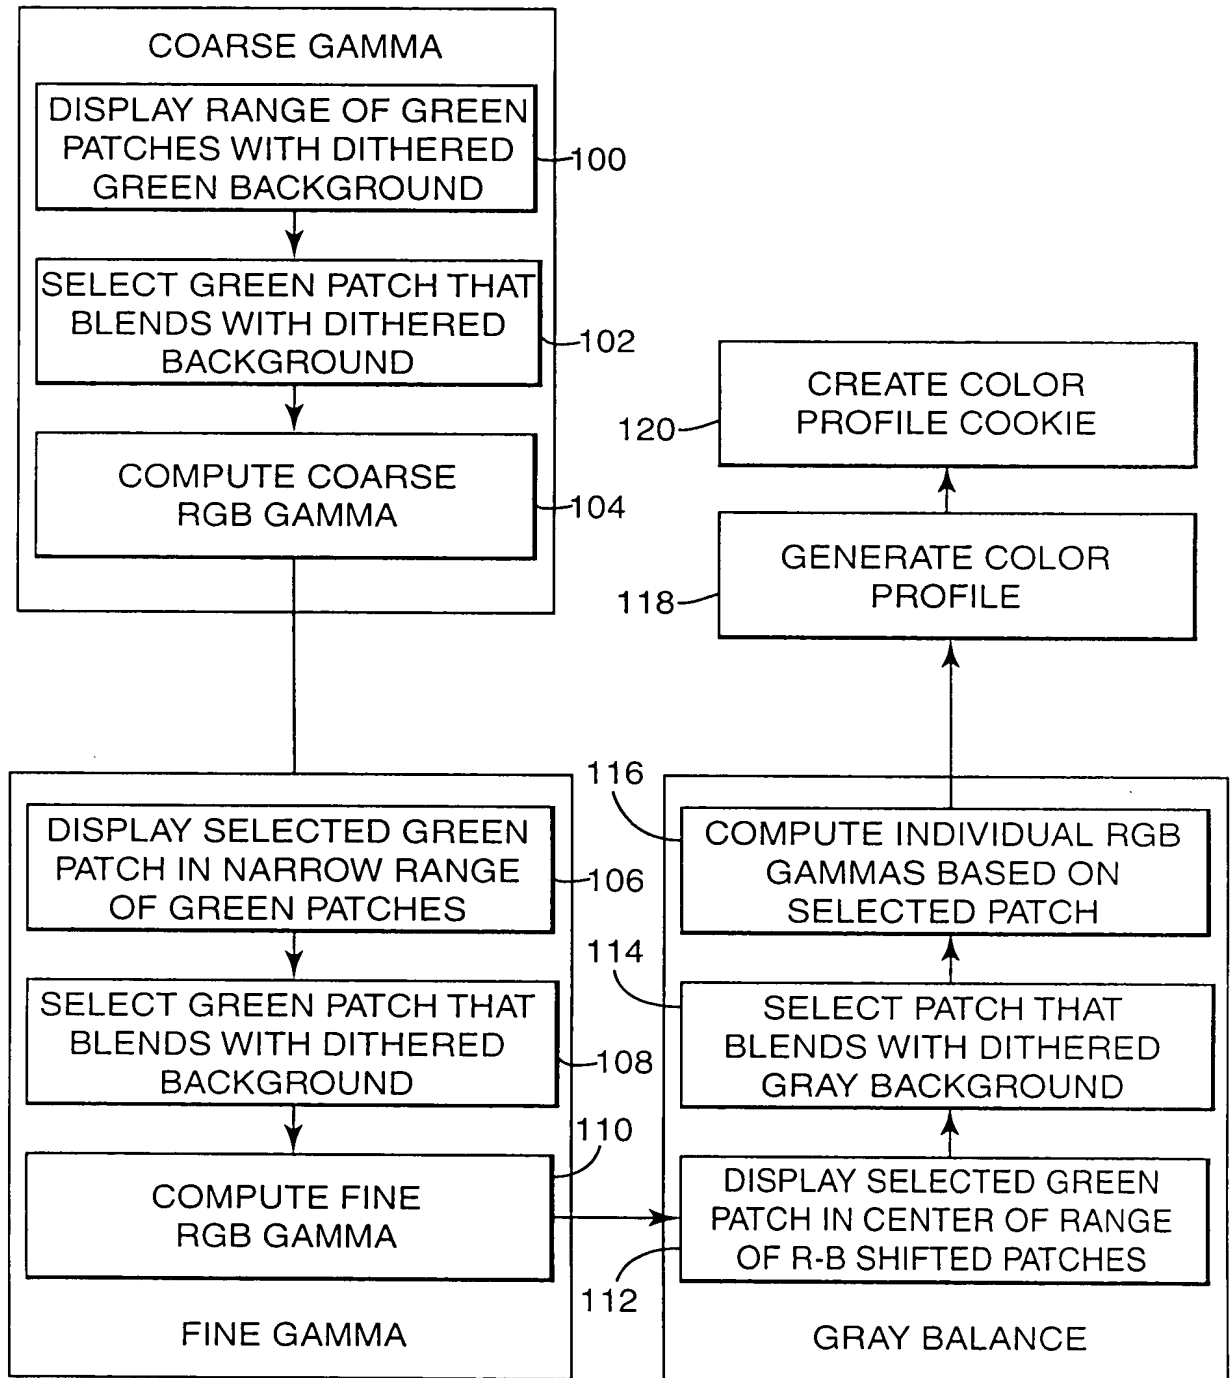 COARSE GAMMA
DISPLAY RANGE OF GREEN
PATCHES WITH DITHERED
GREEN BACKGROUND
100
SELECT GREEN PATCH THAT
BLENDS WITH DITHERED
BACKGROUND
102
COMPUTE COARSE
RGB GAMMA
104
DISPLAY SELECTED GREEN
PATCH IN NARROW RANGE
OF GREEN PATCHES
106
SELECT GREEN PATCH THAT
BLENDS WITH DITHERED
BACKGROUND
108
110
COMPUTE FINE
RGB GAMMA
FINE GAMMA
DISPLAY SELECTED GREEN
PATCH IN CENTER OF RANGE
OF R-B SHIFTED PATCHES
112
GRAY BALANCE
114
SELECT PATCH THAT
BLENDS WITH DITHERED
GRAY BACKGROUND
116
COMPUTE INDIVIDUAL RGB
GAMMAS BASED ON
SELECTED PATCH
GENERATE COLOR
PROFILE
118
CREATE COLOR
PROFILE COOKIE
120